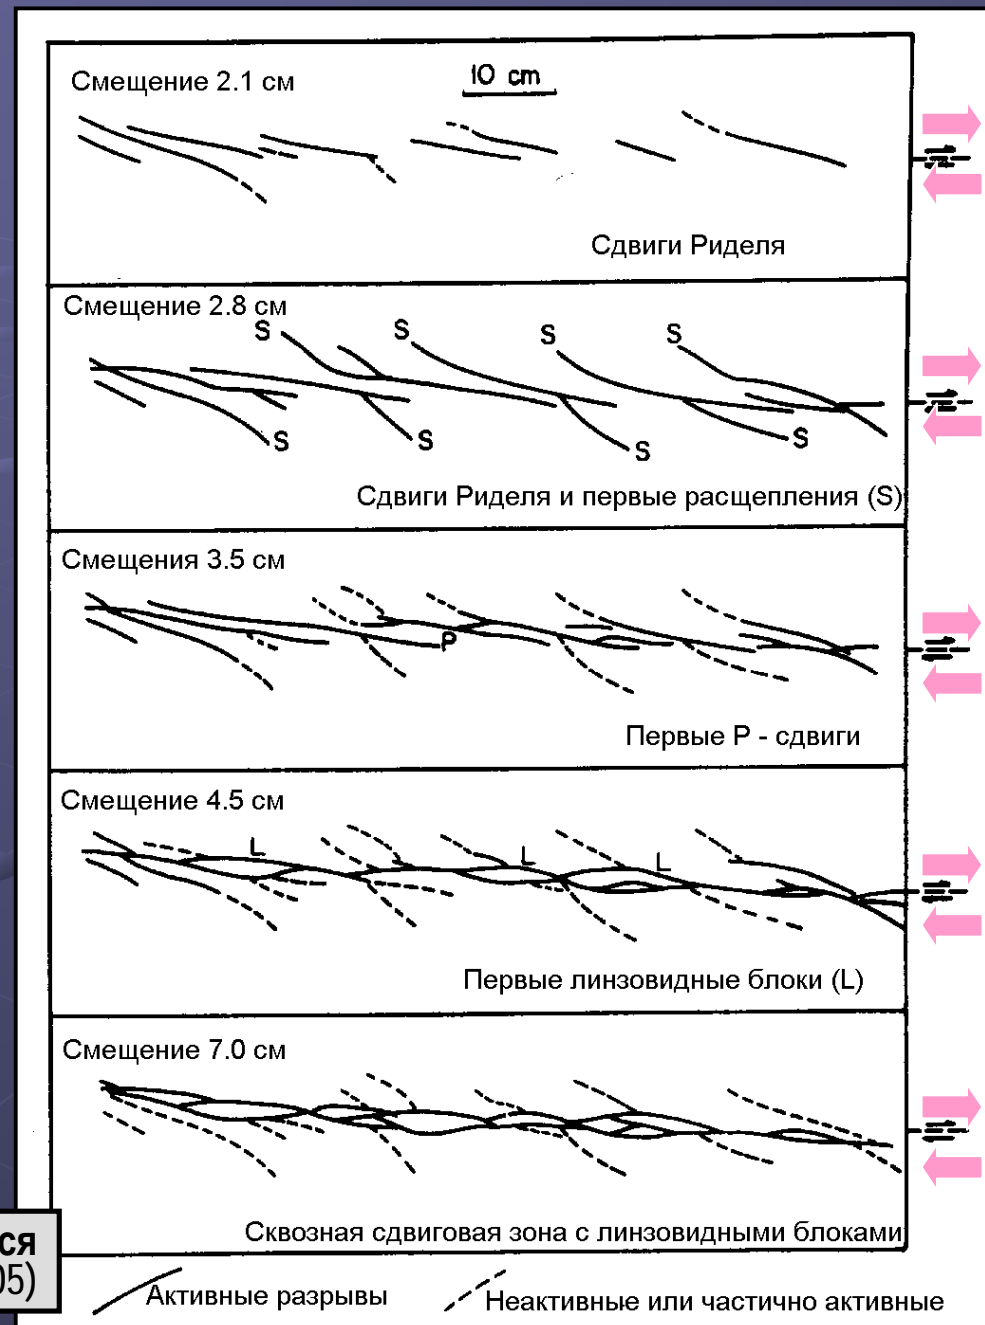 Смещение 2.1 см
10 cm
Сдвиги Риделя
Смещение 2.8 см
S
S
S
S
S
S
S
S
Сдвиги Риделя и первые расщепления (S)
Смещения 3.5 см
P
Первые Р - сдвиги
Смещение 4.5 см
L
L
L
Первые линзовидные блоки (L)
Смещение 7.0 см
Сквозная сдвиговая зона с линзовидными блоками
ся
05)
Активные разрывы
Неактивные или частично активные